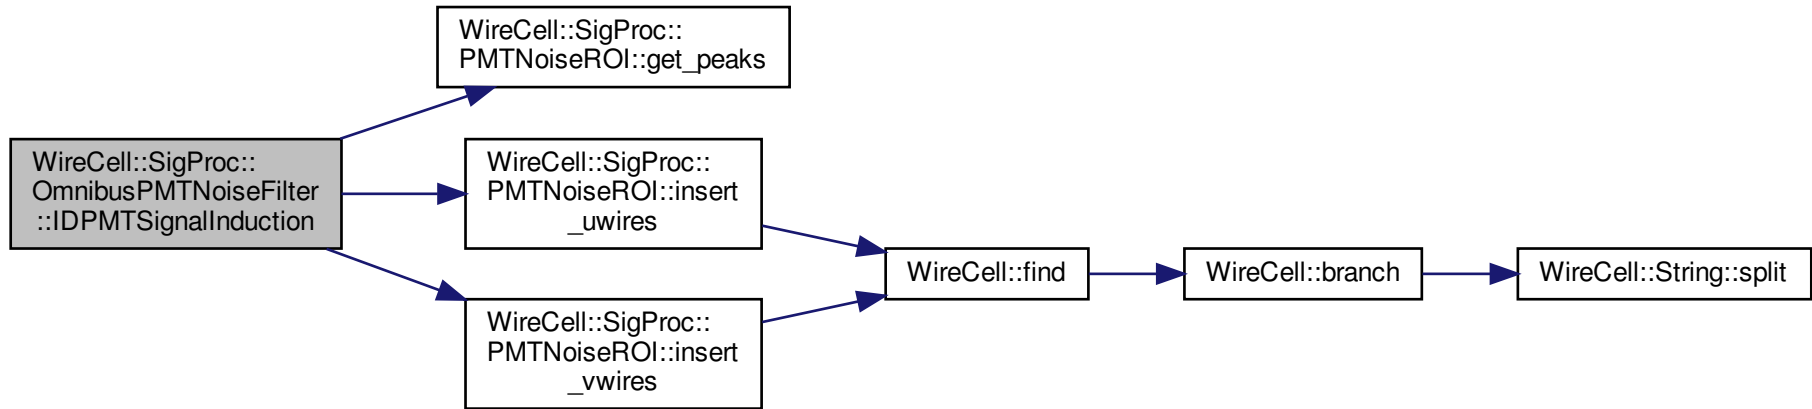 WireCell::SigProc::
PMTNoiseROI::get_peaks
WireCell::SigProc::
OmnibusPMTNoiseFilter
::IDPMTSignalInduction
WireCell::SigProc::
PMTNoiseROI::insert
_uwires
WireCell::find
WireCell::branch
WireCell::String::split
WireCell::SigProc::
PMTNoiseROI::insert
_vwires